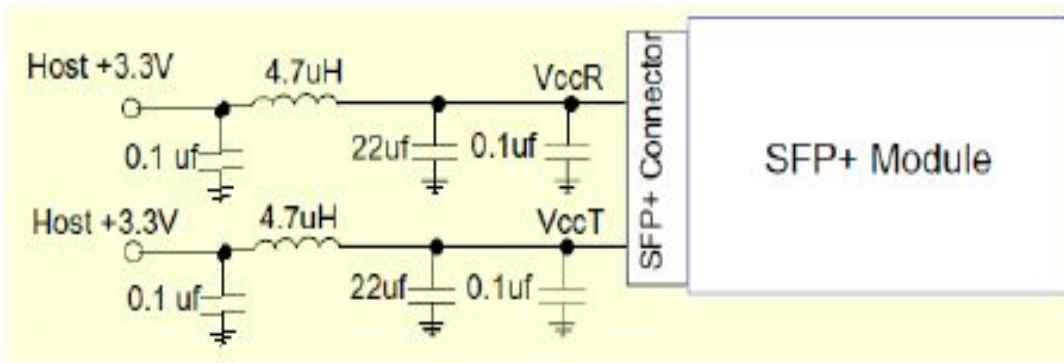 Host +3.3V
4.7uH
VccR
0.1 uf
22uf
0.1uf
Host +3.3V
4.7uH
VccT
0.1 uf
22uf
0.1uf
SFP+ Connector
SFP+ Module